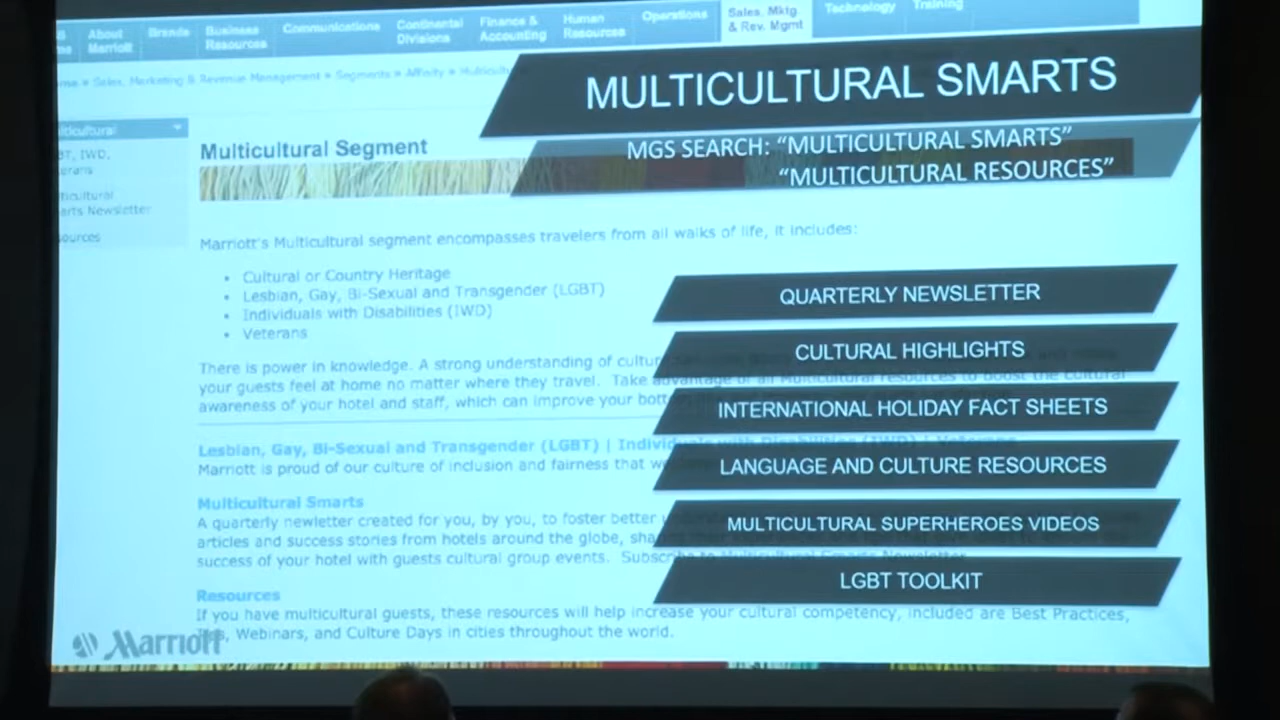 About
Marriott
Brands
Business
Resources
Communications
Continental
Divisions
Finance &
Accounting
Human
Resources
Operations
Sales, Mktg.
& Rev. Mgmt
Technology
Training
» Sales, Marketing & Revenue Management » Segments » Affinity »
MULTICULTURAL SMARTS
MGS SEARCH: “MULTICULTURAL SMARTS”
“MULTICULTURAL RESOURCES”
IWD,
Newsletter
Multicultural Segment
Marriott's Multicultural segment encompasses travelers from all walks of life, it includes:
• Cultural or Country Heritage
• Lesbian, Gay, Bi-Sexual and Transgender (LGBT)
• Individuals with Disabilities (IWD)
• Veterans
There is power in knowledge. A strong understanding of
your guests feel at home no matter where they travel. Take advantage of all Multicultural resources to boost the cultural
awareness of your hotel and staff, which can improve your
Lesbian, Gay, Bi-Sexual and Transgender (LGBT) | Individuals with Disabilities (IWD) | Veterans
Marriott is proud of our culture of inclusion and fairness that
Multicultural Smarts
A quarterly newletter created for you, by you, to foster better
articles and success stories from hotels around the globe,
success of your hotel with guests cultural group events. Subscribe to Multicultural Smarts Newsletter
Resources
If you have multicultural guests, these resources will help increase your cultural competency, included are Best Practices,
Webinars, and Culture Days in cities throughout the world.
QUARTERLY NEWSLETTER
CULTURAL HIGHLIGHTS
INTERNATIONAL HOLIDAY FACT SHEETS
LANGUAGE AND CULTURE RESOURCES
MULTICULTURAL SUPERHEROES VIDEOS
LGBT TOOLKIT
Marriott